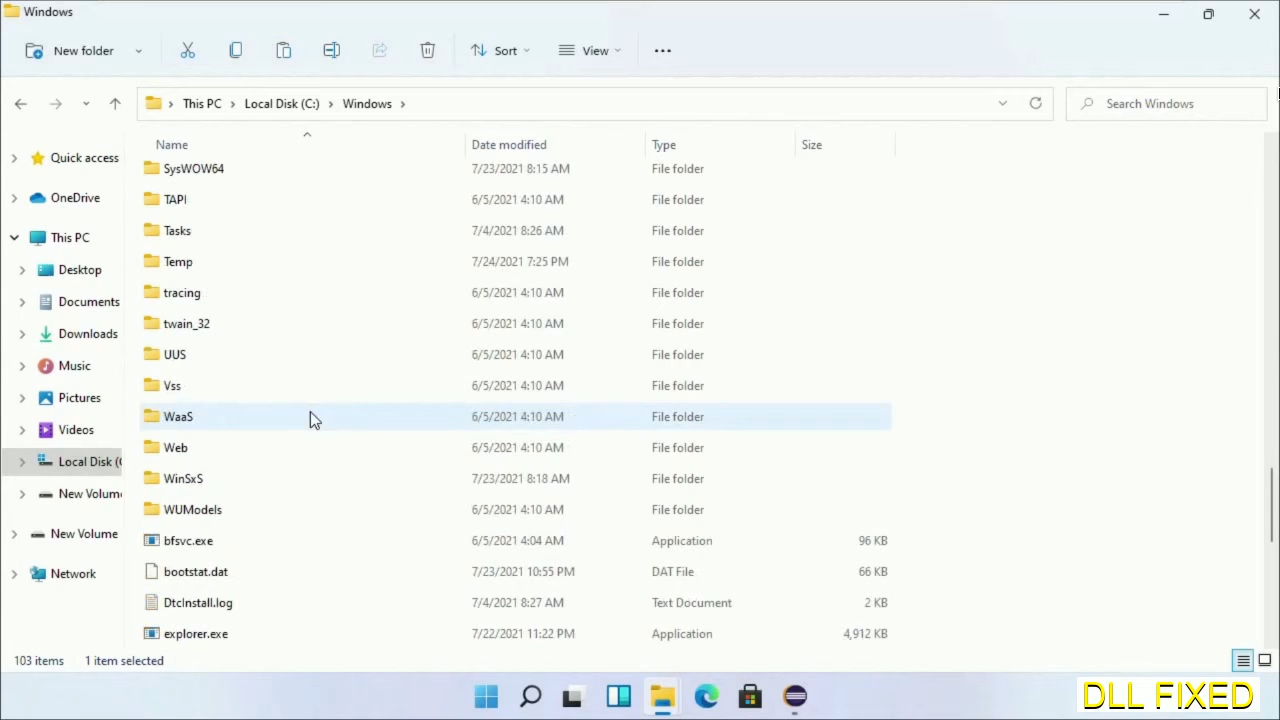 Windows
New folder
Sort
View
This PC
Local Disk (C:)
Windows
Search Windows
Name Date modified Type Size
Quick access
OneDrive
This PC
Desktop
Documents
Downloads
Music
Pictures
Videos
Local Disk (
New Volum
New Volume
Network
SysWOW64 7/23/2021 8:15 AM File folder
TAPI 6/5/2021 4:10 AM File folder
Tasks 7/4/2021 8:26 AM File folder
Temp 7/24/2021 7:25 PM File folder
tracing 6/5/2021 4:10 AM File folder
twain_32 6/5/2021 4:10 AM File folder
UUS 6/5/2021 4:10 AM File folder
Vss 6/5/2021 4:10 AM File folder
WaaS 6/5/2021 4:10 AM File folder
Web 6/5/2021 4:10 AM File folder
WinSxS 7/23/2021 8:18 AM File folder
WUModels 6/5/2021 4:10 AM File folder
bfsvc.exe 6/5/2021 4:04 AM Application 96 KB
bootstat.dat 7/23/2021 10:55 PM DAT File 66 KB
DtcInstall.log 7/4/2021 8:27 AM Text Document 2 KB
explorer.exe 7/22/2021 11:22 PM Application 4,912 KB
103 items 1 item selected
DLL FIXED